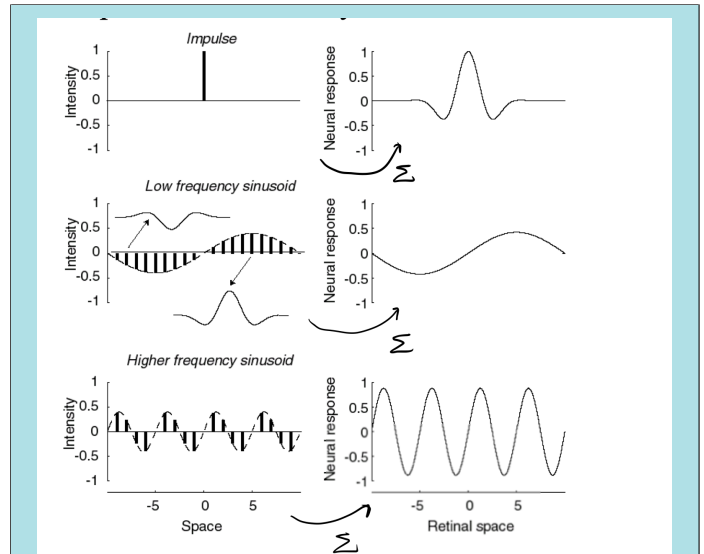 Impulse
Intensity
1
0.5
0
-0.5
-1
Neural response
1
0.5
0
-0.5
-1
Σ
Low frequency sinusoid
Intensity
1
0.5
0
-0.5
-1
Neural response
1
0.5
0
-0.5
-1
Σ
Higher frequency sinusoid
Intensity
1
0.5
0
-0.5
-1
-5 0 5
Space
Neural response
1
0.5
0
-0.5
-1
-5 0 5
Retinal space
Σ